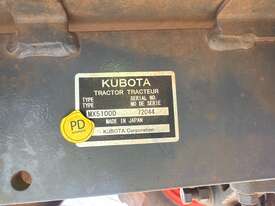 KUBOTA
TRACTOR TRACTEUR
TYPE SERIAL NO.
TYPE NO DE SERIE
MX5100D 72044
MADE IN JAPAN
KUBOTA Corporation
PD